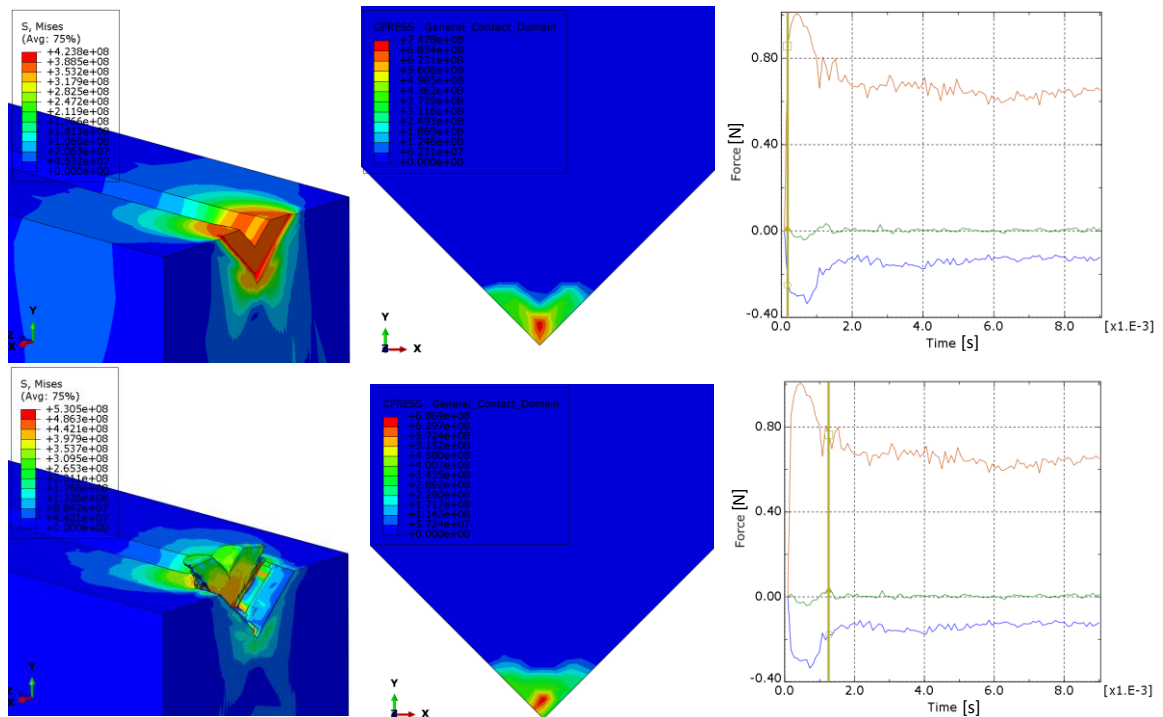 S, Mises
(Avg: 75%)
+4.238e+08
+3.885e+08
+3.532e+08
+3.179e+08
+2.825e+08
+2.472e+08
+2.119e+08
+1.413e+08
+1.060e+08
+7.063e+07
+3.532e+07
+0.000e+00
Y
Z
X
CPRESS General_Contact_Domain
+7.478e+08
+6.854e+08
+6.231e+08
+5.608e+08
+4.985e+08
+4.362e+08
+3.739e+08
+3.116e+08
+2.493e+08
+1.869e+08
+1.246e+08
+6.231e+07
+0.000e+00
Y
Z
X
0.80
0.40
0.00
-0.40
Force [N]
0.0
2.0
4.0
6.0
8.0
[x1.E-3]
Time [s]
S, Mises
(Avg: 75%)
+5.305e+08
+4.863e+08
+4.421e+08
+3.979e+08
+3.537e+08
+3.095e+08
+2.653e+08
+4.421e+07
+0.000e+00
Y
Z
X
CPRESS General_Contact_Domain
+6.869e+08
+6.297e+08
+5.724e+08
+5.152e+08
+4.580e+08
+4.007e+08
+3.435e+08
+2.862e+08
+2.290e+08
+1.717e+08
+1.145e+08
+5.724e+07
+0.000e+00
Y
Z
X
0.80
0.40
0.00
-0.40
Force [N]
0.0
2.0
4.0
6.0
8.0
[x1.E-3]
Time [s]